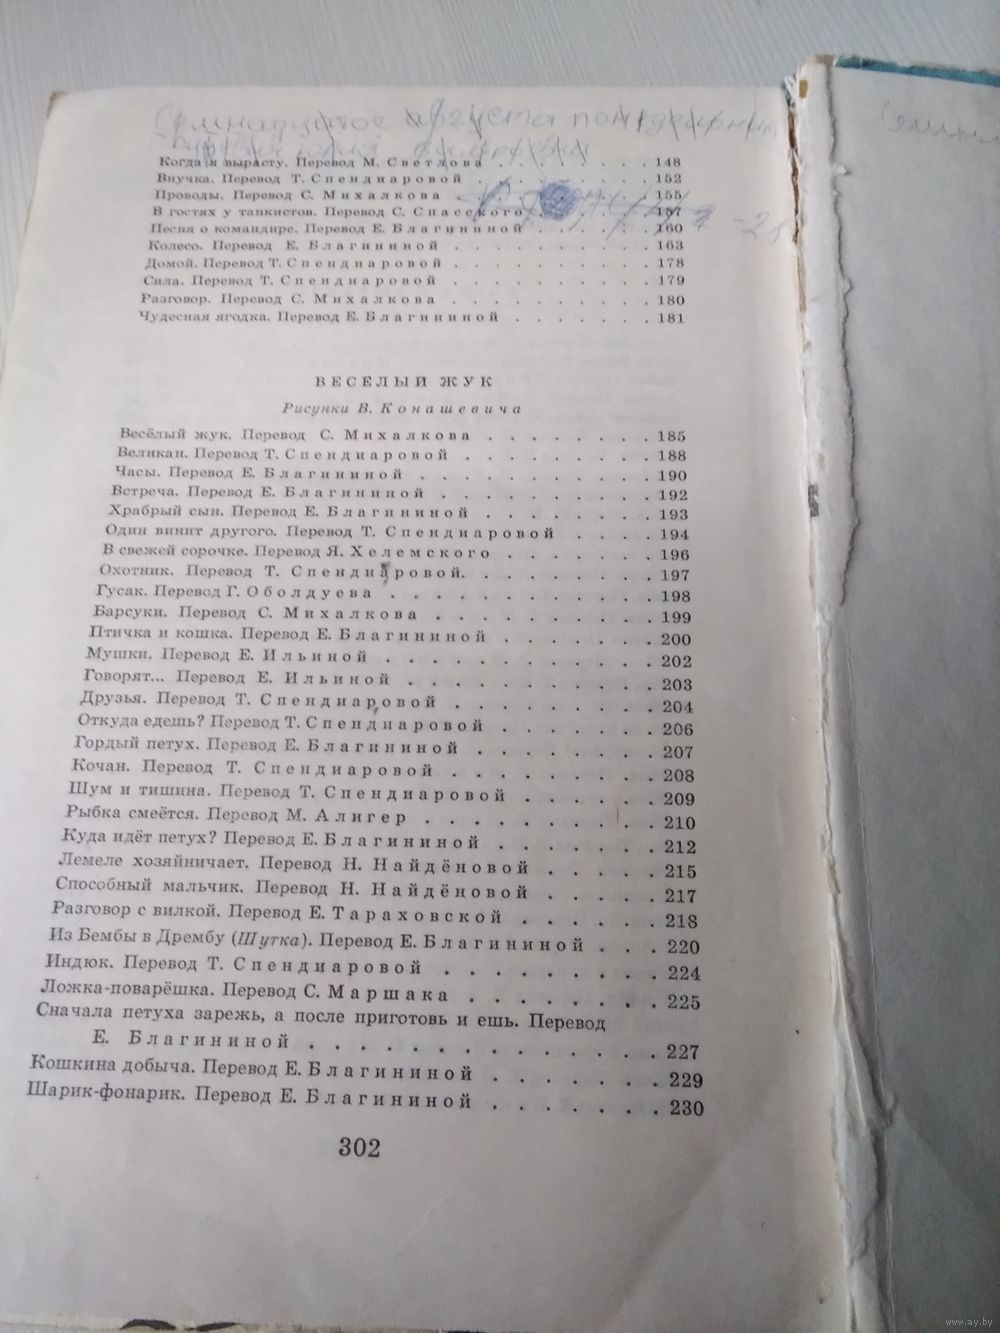 Семнадцатое августа понедельник
Когда я вырасту. Перевод М. Светлова . . . . . . . 148
Внучка. Перевод Т. Спендиаровой . . . . . . . 152
Проводы. Перевод С. Михалкова . . . . . . . 155
В гостях у танкистов. Перевод С. Спасского . . . . . 157
Песня о командире. Перевод Е. Благининой . . . . . 160
Колесо. Перевод Е. Благининой . . . . . . . . 163
Домой. Перевод Т. Спендиаровой . . . . . . . . 178
Сила. Перевод Т. Спендиаровой . . . . . . . . 179
Разговор. Перевод С. Михалкова . . . . . . . . 180
Чудесная ягодка. Перевод Е. Благининой . . . . . . 181
ВЕСЕЛЫЙ ЖУК
Рисунки В. Конашевича
Весёлый жук. Перевод С. Михалкова . . . . . . . 185
Великан. Перевод Т. Спендиаровой . . . . . . . . 188
Часы. Перевод Е. Благининой . . . . . . . . . 190
Встреча. Перевод Е. Благининой . . . . . . . . . 192
Храбрый сын. Перевод Е. Благининой . . . . . . . 193
Один винит другого. Перевод Т. Спендиаровой . . . . 194
В свежей сорочке. Перевод Я. Хелемского . . . . . . 196
Охотник. Перевод Т. Спендиаровой. . . . . . . . 197
Гусак. Перевод Г. Оболдуева . . . . . . . . . . 198
Барсуки. Перевод С. Михалкова . . . . . . . . . 199
Птичка и кошка. Перевод Е. Благининой . . . . . . 200
Мушки. Перевод Е. Ильиной . . . . . . . . . . 202
Говорят... Перевод Е. Ильиной . . . . . . . . . 203
Друзья. Перевод Т. Спендиаровой . . . . . . . . 204
Откуда едешь? Перевод Т. Спендиаровой . . . . . . 206
Гордый петух. Перевод Е. Благининой . . . . . . . 207
Кочан. Перевод Т. Спендиаровой . . . . . . . . 208
Шум и тишина. Перевод Т. Спендиаровой . . . . . 209
Рыбка смеётся. Перевод М. Алигер . . . . . . . . 210
Куда идёт петух? Перевод Е. Благининой . . . . . . 212
Лемеле хозяйничает. Перевод Н. Найдёновой . . . . . 215
Способный мальчик. Перевод Н. Найдёновой . . . . . 217
Разговор с вилкой. Перевод Е. Тараховской . . . . . . 218
Из Бембы в Дрембу (Шутка). Перевод Е. Благининой . . . 220
Индюк. Перевод Т. Спендиаровой . . . . . . . . 224
Ложка-поварёшка. Перевод С. Маршака . . . . . . . 225
Сначала петуха зарежь, а после приготовь и ешь. Перевод
Е. Благининой . . . . . . . . . . . . . 227
Кошкина добыча. Перевод Е. Благининой . . . . . . . 229
Шарик-фонарик. Перевод Е. Благининой . . . . . . . 230
302
www.ay.by